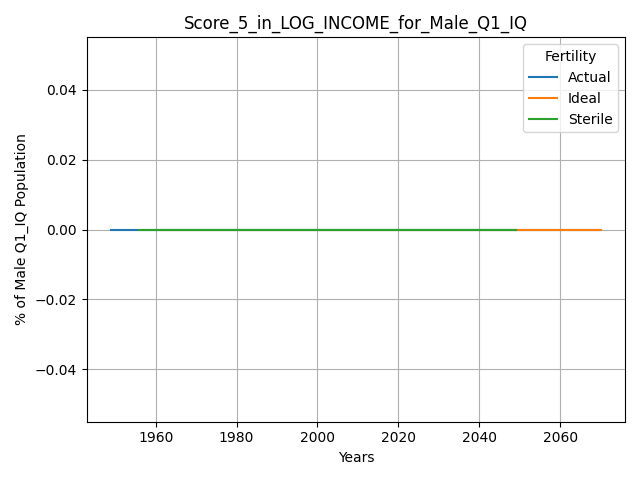 Score_5_in_LOG_INCOME_for_Male_Q1_IQ
Fertility
Actual
Ideal
Sterile
% of Male Q1_IQ Population
0.04
0.02
0.00
−0.02
−0.04
1960 1980 2000 2020 2040 2060
Years